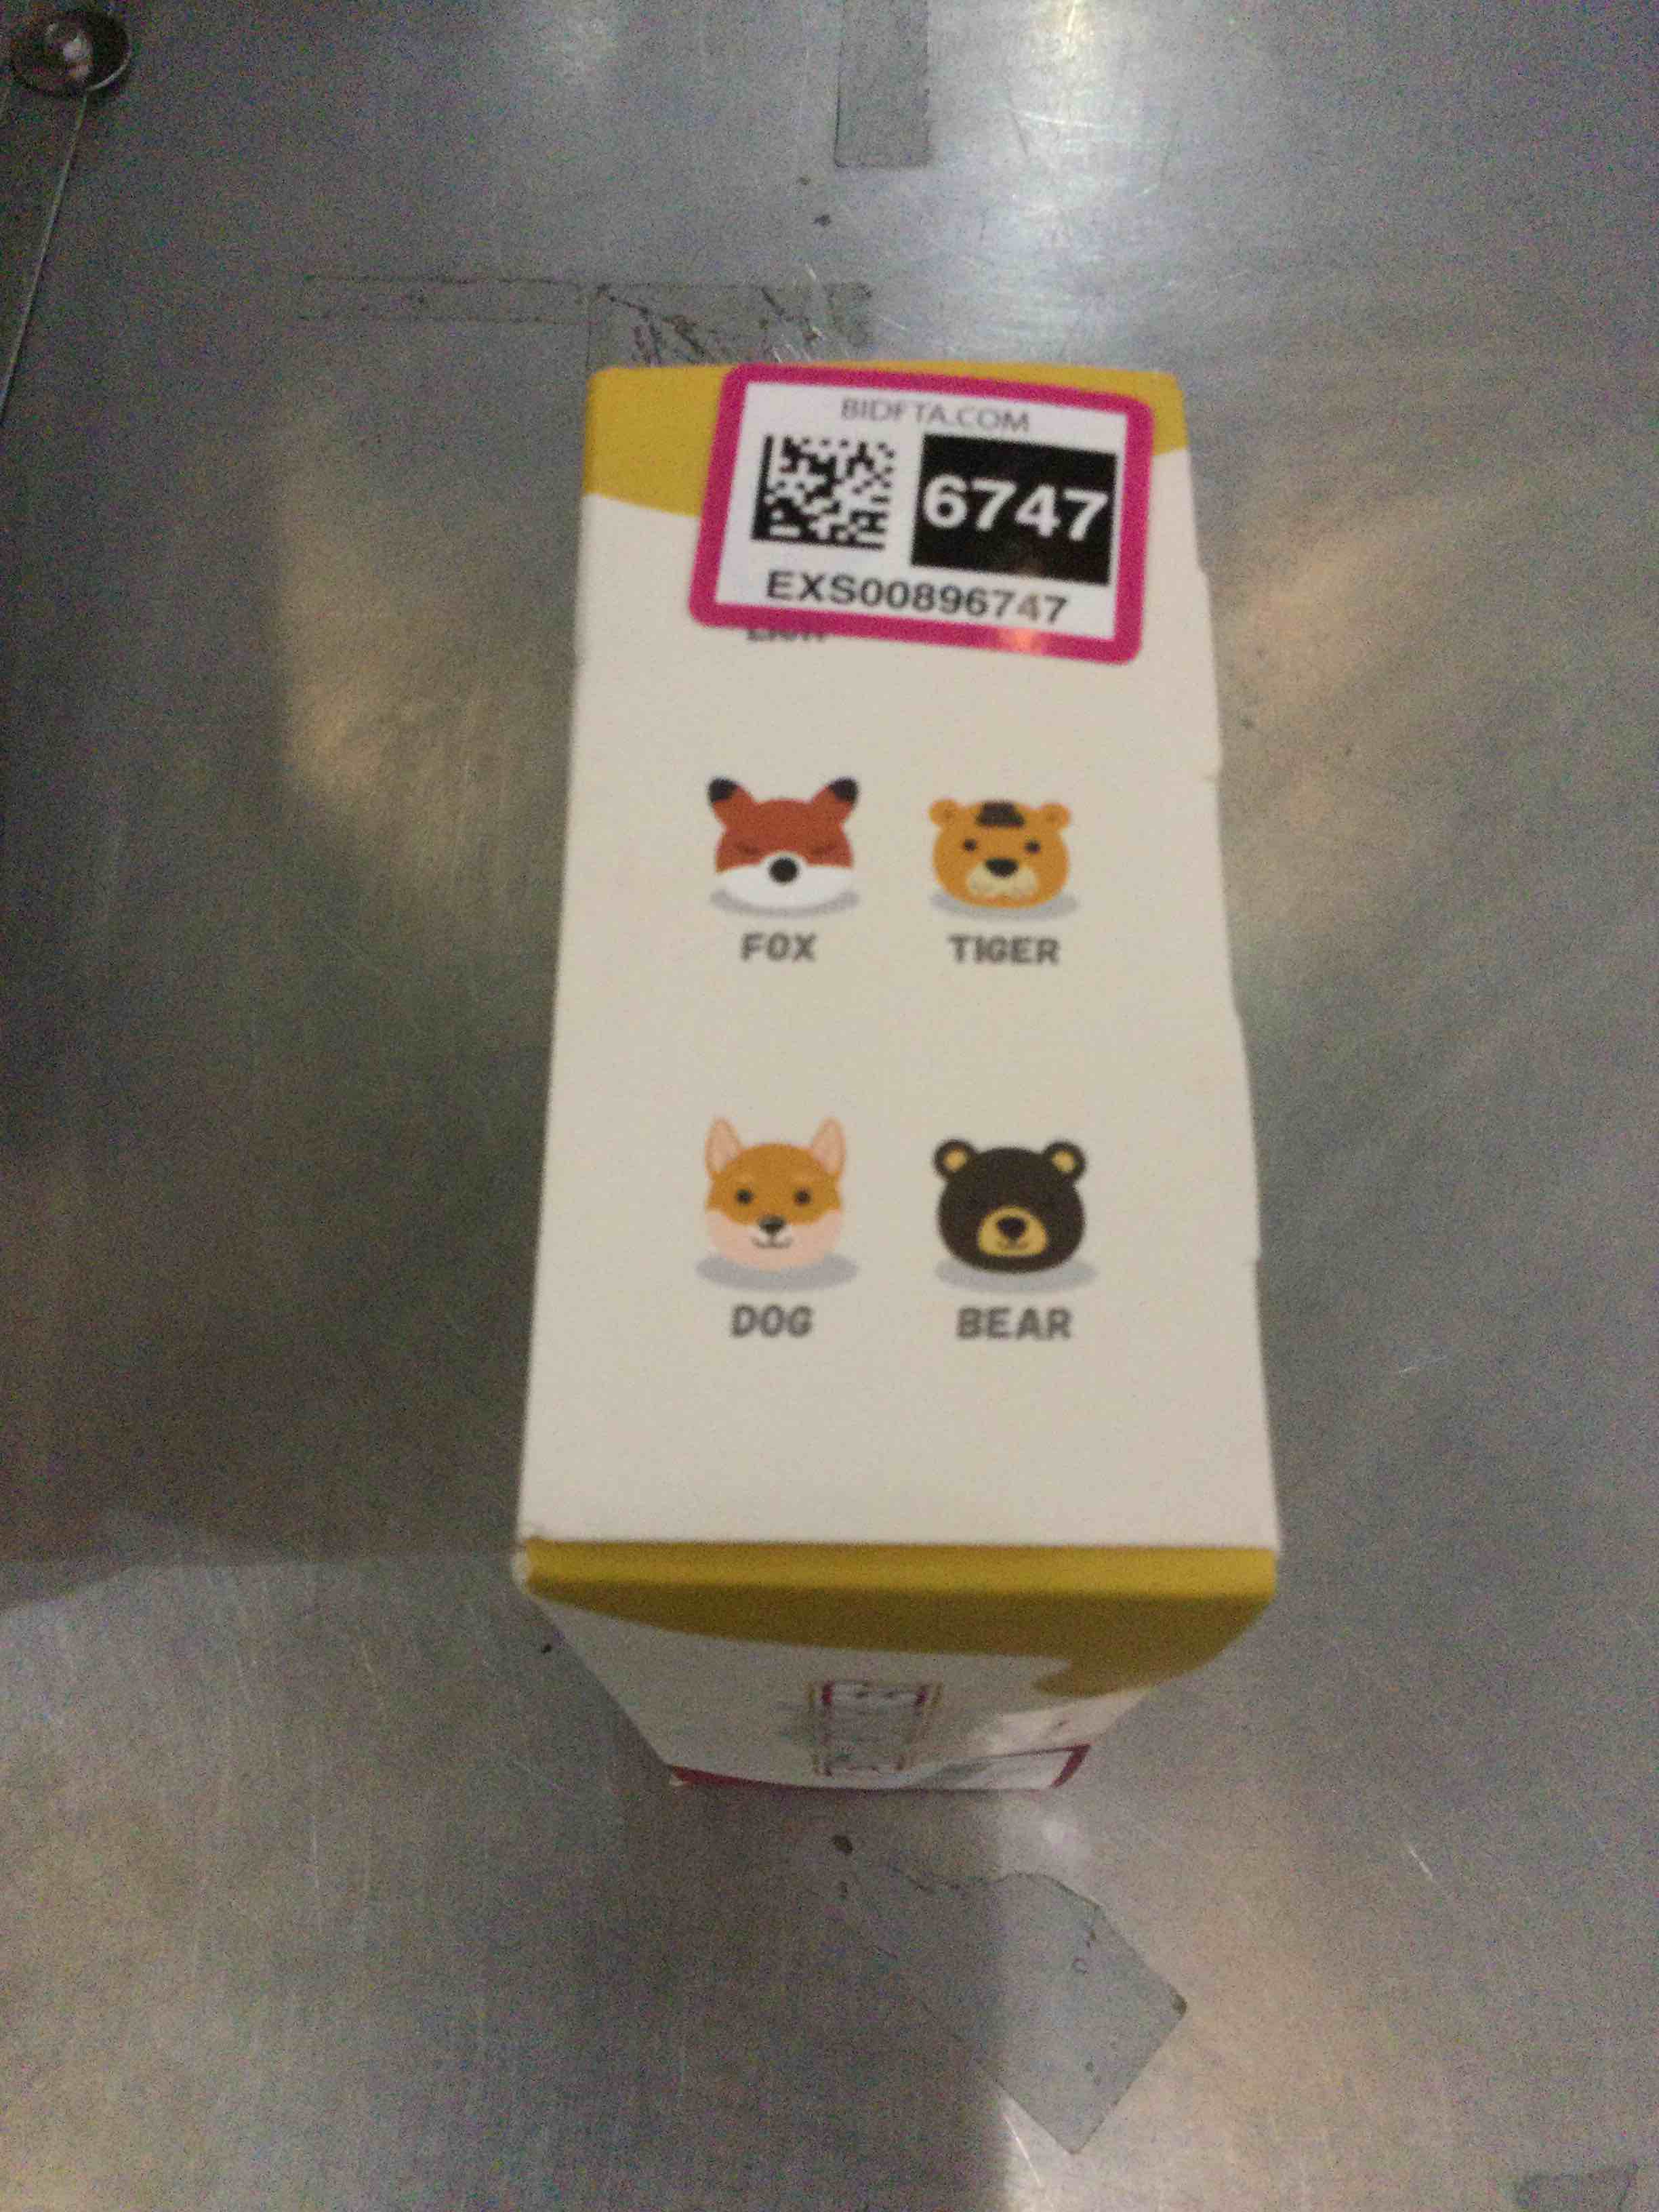 BIDFTA.COM
6747
EXS00896747
FOX TIGER
DOG BEAR